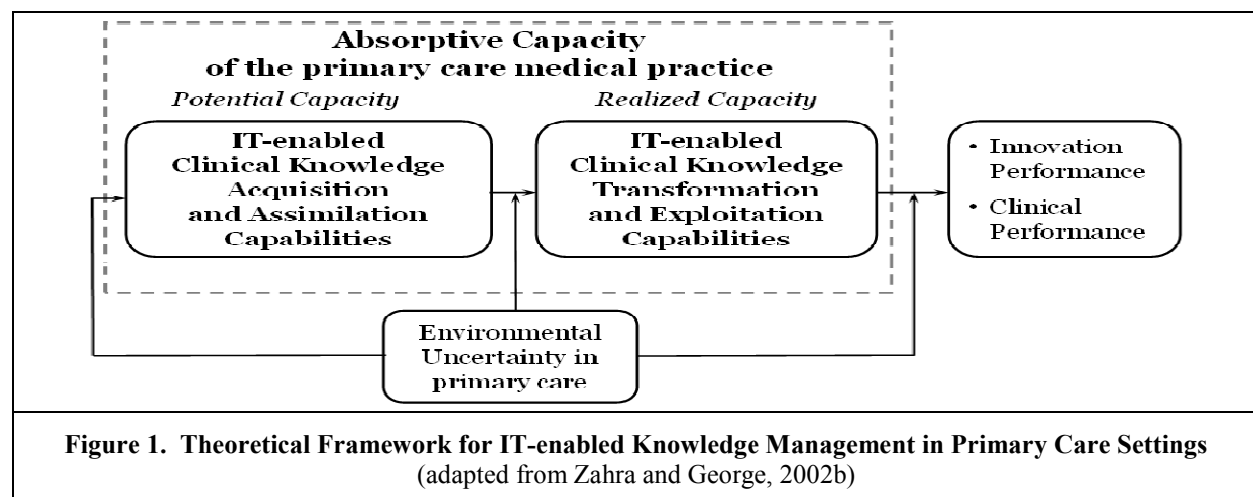 Absorptive Capacity
of the primary care medical practice
Potential Capacity
Realized Capacity
IT-enabled
Clinical Knowledge
Acquisition
and Assimilation
Capabilities
IT-enabled
Clinical Knowledge
Transformation
and Exploitation
Capabilities
• Innovation
Performance
• Clinical
Performance
Environmental
Uncertainty in
primary care
Figure 1. Theoretical Framework for IT-enabled Knowledge Management in Primary Care Settings
(adapted from Zahra and George, 2002b)